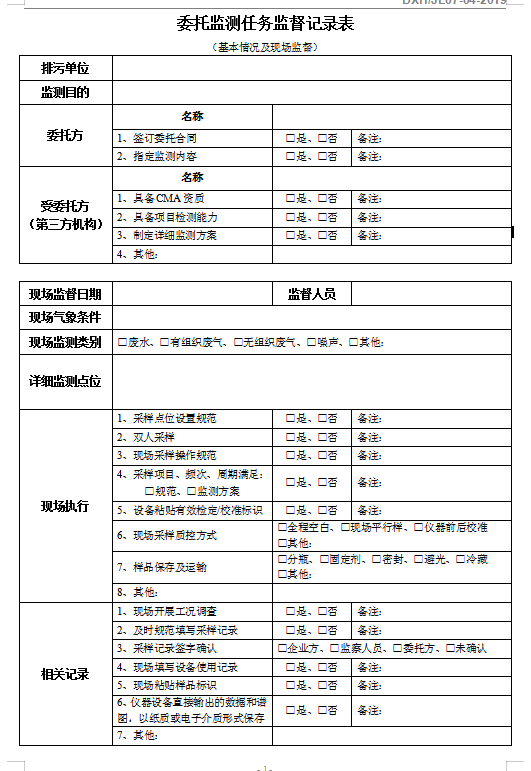 DXH/JL07-04-2019
委托监测任务监督记录表
（基本情况及现场监督）
排污单位
监测目的
委托方
名称
1、签订委托合同 □是、□否 备注：
2、指定监测内容 □是、□否 备注：
受委托方
（第三方机构）
名称
1、具备CMA资质 □是、□否 备注：
2、具备项目检测能力 □是、□否 备注：
3、制定详细监测方案 □是、□否 备注：
4、其他：
现场监督日期 监督人员
现场气象条件
现场监测类别 □废水、□有组织废气、□无组织废气、□噪声、□其他：
详细监测点位
现场执行
1、采样点位设置规范 □是、□否 备注：
2、双人采样 □是、□否 备注：
3、现场采样操作规范 □是、□否 备注：
4、采样项目、频次、周期满足：
□规范、□监测方案 □是、□否 备注：
5、设备粘贴有效检定/校准标识 □是、□否 备注：
6、现场采样质控方式 □全程空白、□现场平行样、□仪器前后校准
□其他：
7、样品保存及运输 □分瓶、□固定剂、□密封、□避光、□冷藏
□其他：
8、其他：
相关记录
1、现场开展工况调查 □是、□否 备注：
2、及时规范填写采样记录 □是、□否 备注：
3、采样记录签字确认 □企业方、□监察人员、□委托方、□未确认
4、现场填写设备使用记录 □是、□否 备注：
5、现场粘贴样品标识 □是、□否 备注：
6、仪器设备直接输出的数据和谱
图，以纸质或电子介质形式保存 □是、□否 备注：
7、其他：
- 1 -